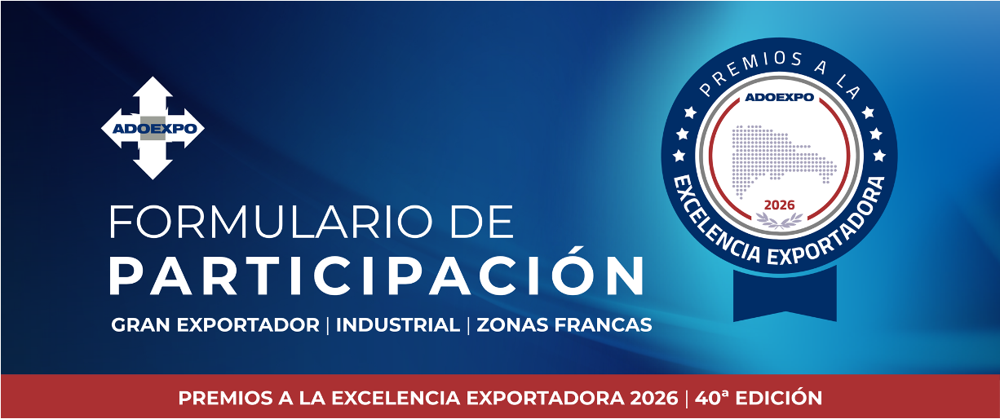 ADOEXPO
FORMULARIO DE
PARTICIPACIÓN
GRAN EXPORTADOR | INDUSTRIAL | ZONAS FRANCAS
PREMIOS A LA
ADOEXPO
2026
EXCELENCIA EXPORTADORA
PREMIOS A LA EXCELENCIA EXPORTADORA 2026 | 40ª EDICIÓN